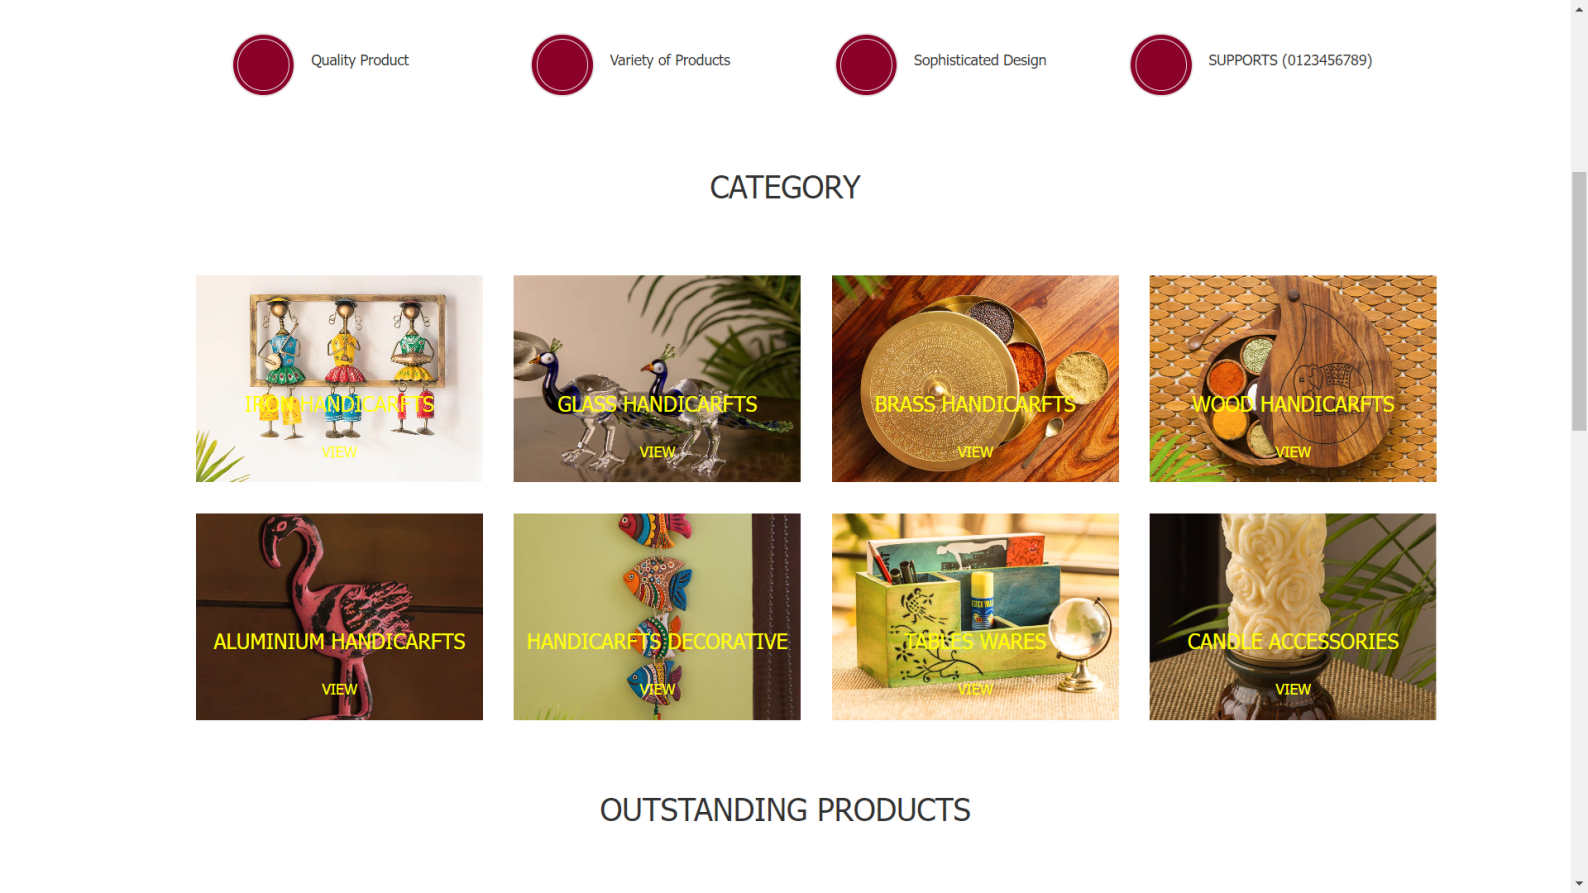 Quality Product
Variety of Products
Sophisticated Design
SUPPORTS (0123456789)
CATEGORY
IRON HANDICARFTS
VIEW
GLASS HANDICARFTS
VIEW
BRASS HANDICARFTS
VIEW
WOOD HANDICARFTS
VIEW
ALUMINIUM HANDICARFTS
VIEW
HANDICARFTS DECORATIVE
VIEW
TABLES WARES
VIEW
CANDLE ACCESSORIES
VIEW
OUTSTANDING PRODUCTS